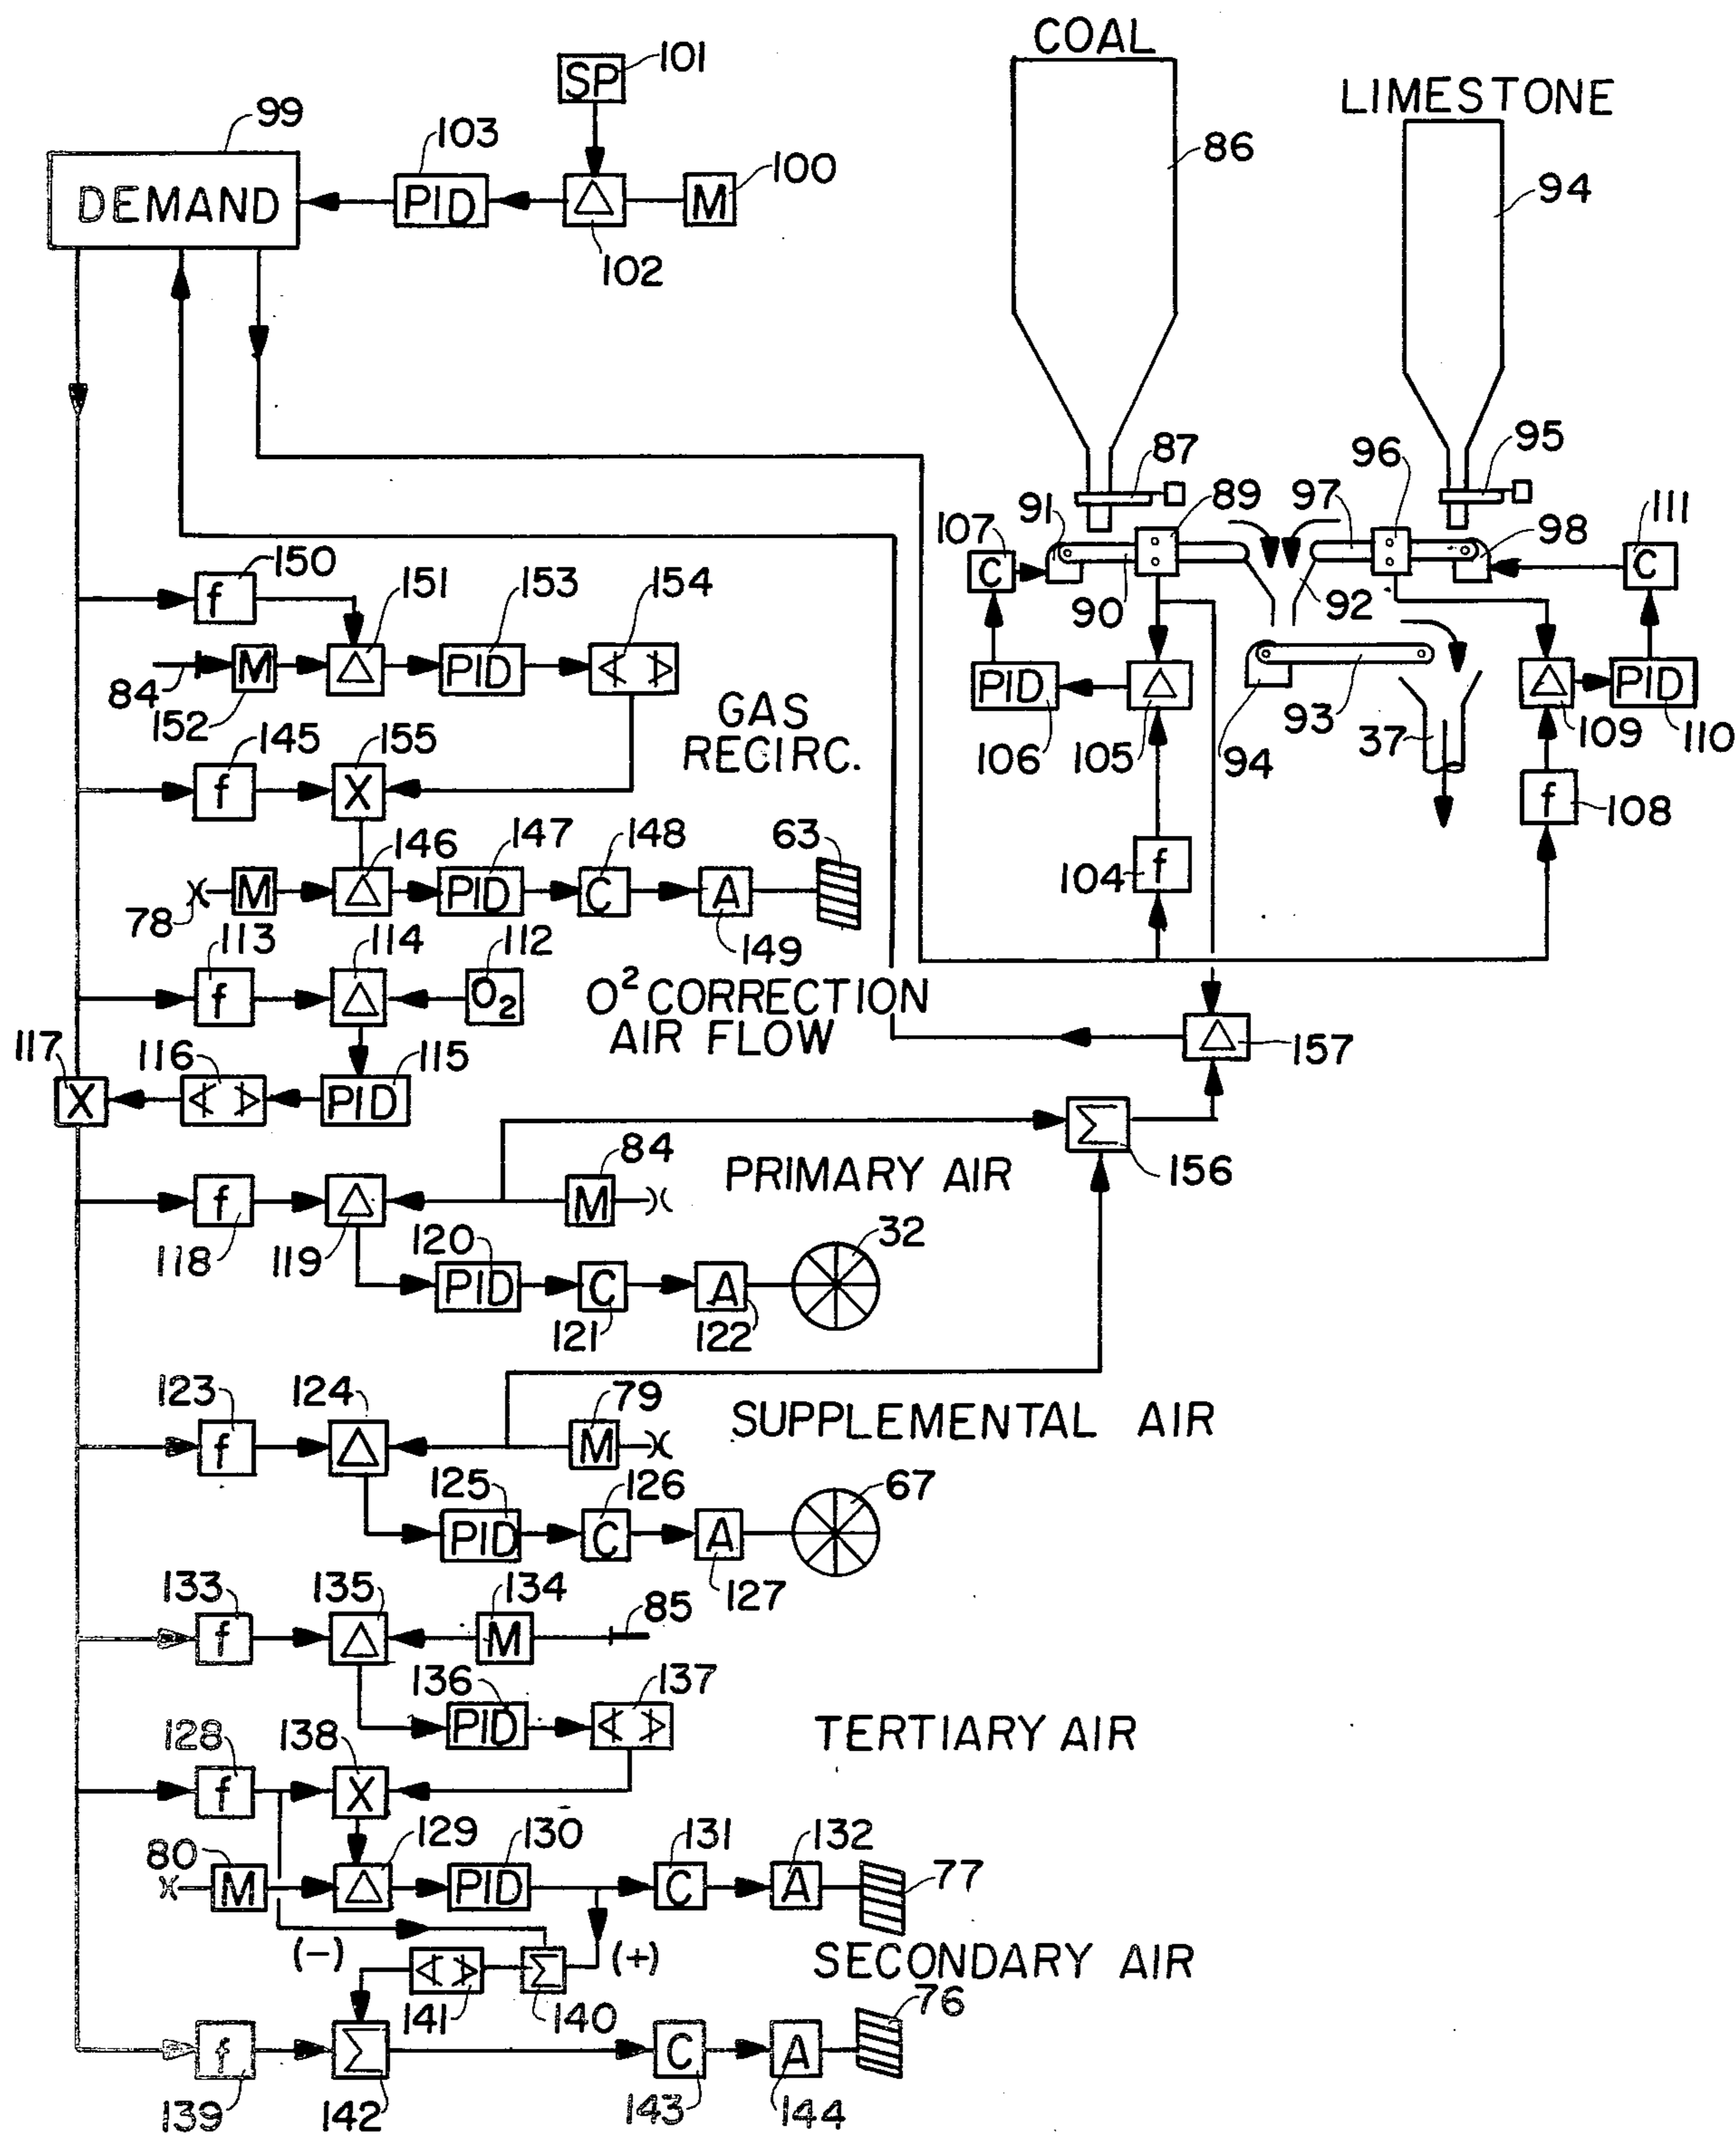 COAL
SP 101
LIMESTONE
99
103
86
100
DEMAND
PID
△
M
94
102
87
96
95
89
97
111
91
107
98
C
C
150
f
151
153
154
90
92
M
△
PID
< >
84
152
GAS
RECIRC.
PID
△
93
△
PID
145
155
106
105
94
37
109
110
f
X
f
108
146
147
148
63
104
f
M
△
PID
C
A
78
113
114
112
149
f
△
O2
O² CORRECTION
AIR FLOW
△
157
117
116
115
X
< >
PID
Σ
156
84
PRIMARY AIR
f
△
M
118
119
120
32
PID
C
A
121
122
123
124
79
SUPPLEMENTAL AIR
f
△
M
125
126
67
PID
C
A
127
133
135
134
85
f
△
M
136
137
PID
< >
TERTIARY AIR
128
138
f
X
129
130
131
132
80
M
△
PID
C
A
77
(-)
(+)
SECONDARY AIR
< >
Σ
141
140
76
f
Σ
C
A
139
142
143
144